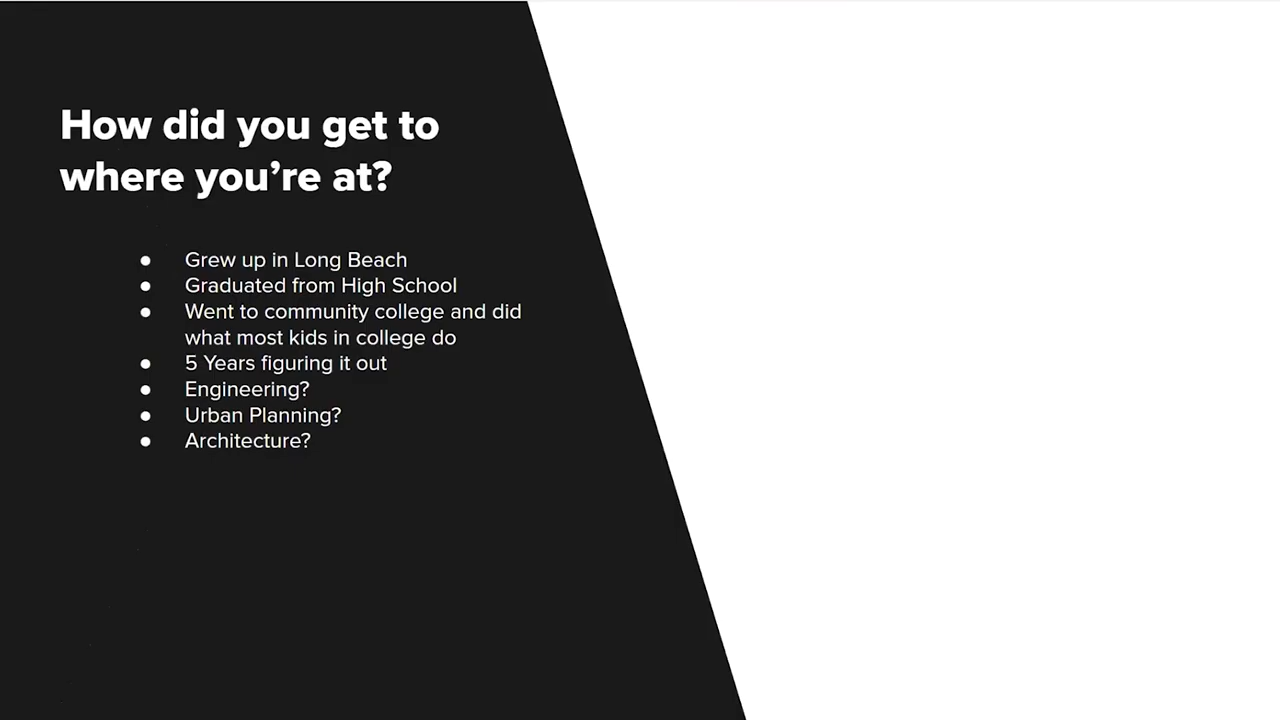 How did you get to
where you’re at?
● Grew up in Long Beach
● Graduated from High School
● Went to community college and did
what most kids in college do
● 5 Years figuring it out
● Engineering?
● Urban Planning?
● Architecture?